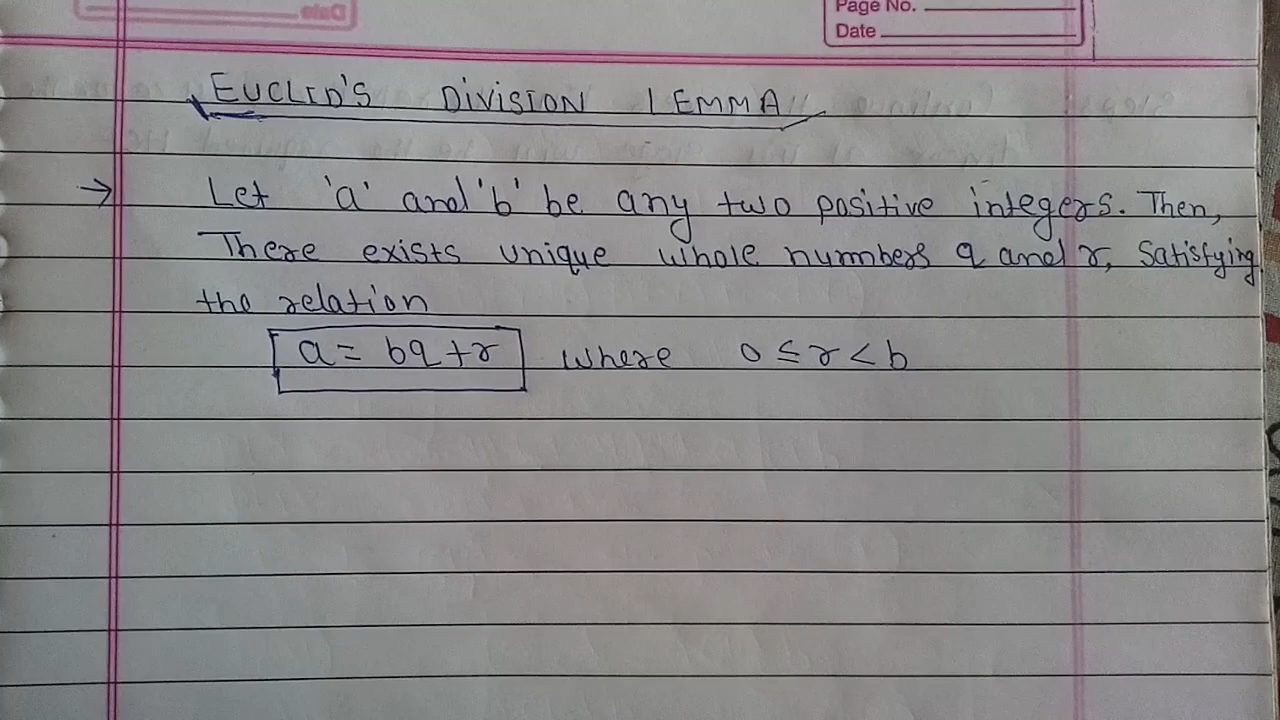 Page No.
Date
EUCLID'S DIVISION LEMMA
→ Let 'a' and 'b' be any two positive integers. Then,
There exists unique whole numbers q and r, satisfying
the relation
a = bq + r where 0 ≤ r < b